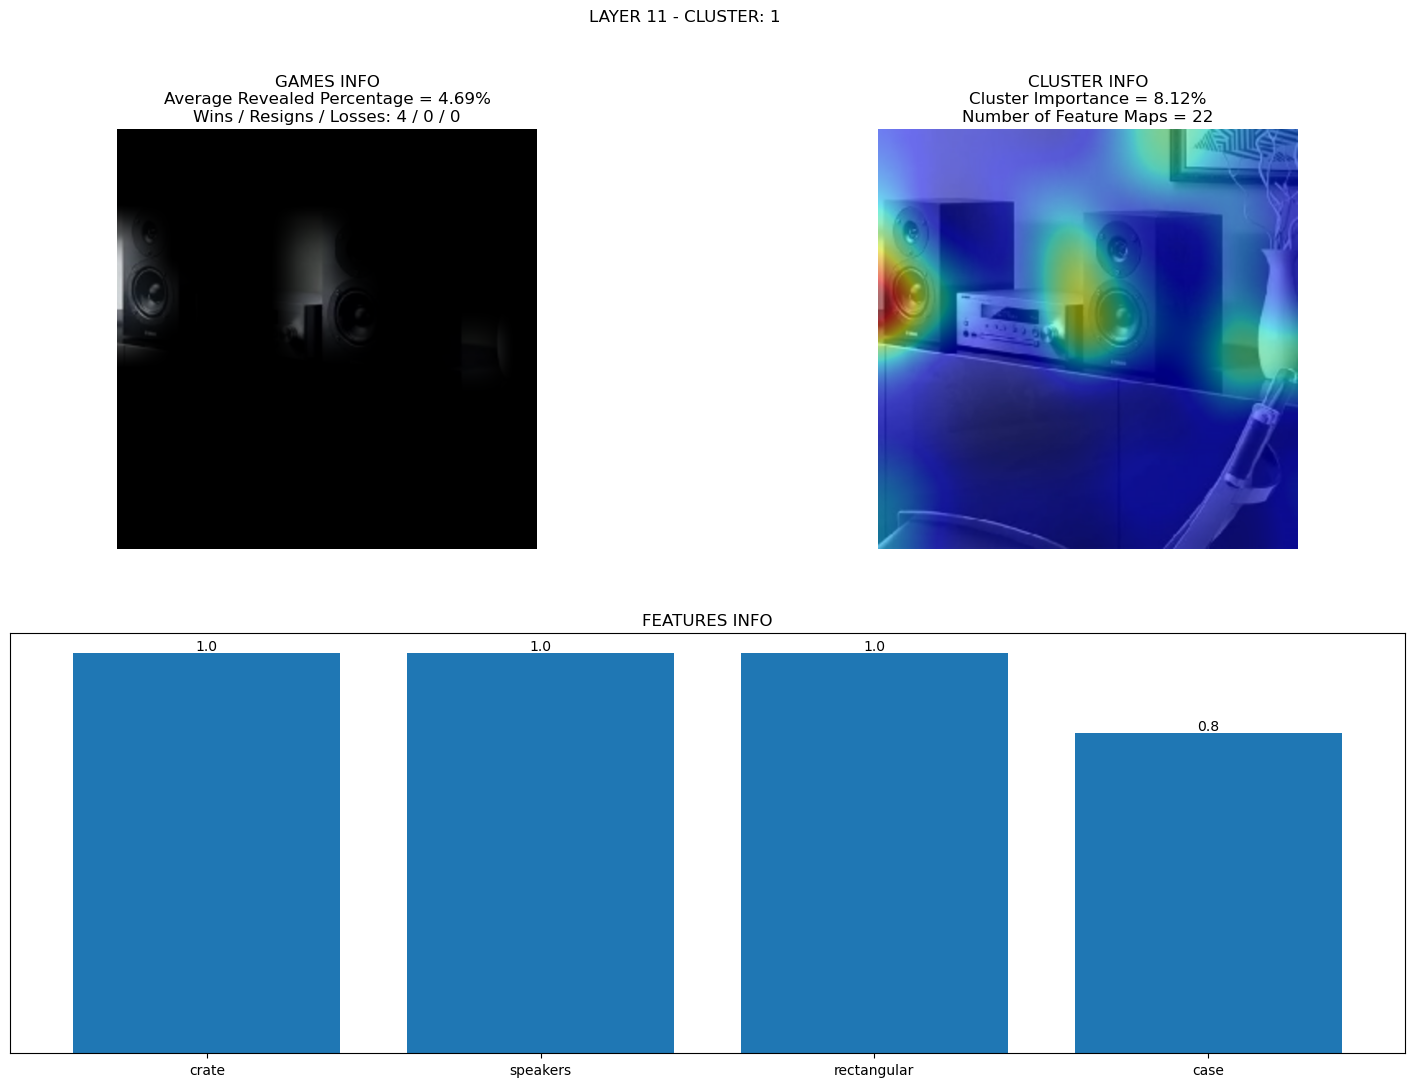 LAYER 11 - CLUSTER: 1
GAMES INFO
Average Revealed Percentage = 4.69%
Wins / Resigns / Losses: 4 / 0 / 0
CLUSTER INFO
Cluster Importance = 8.12%
Number of Feature Maps = 22
FEATURES INFO
1.0
1.0
1.0
0.8
crate
speakers
rectangular
case